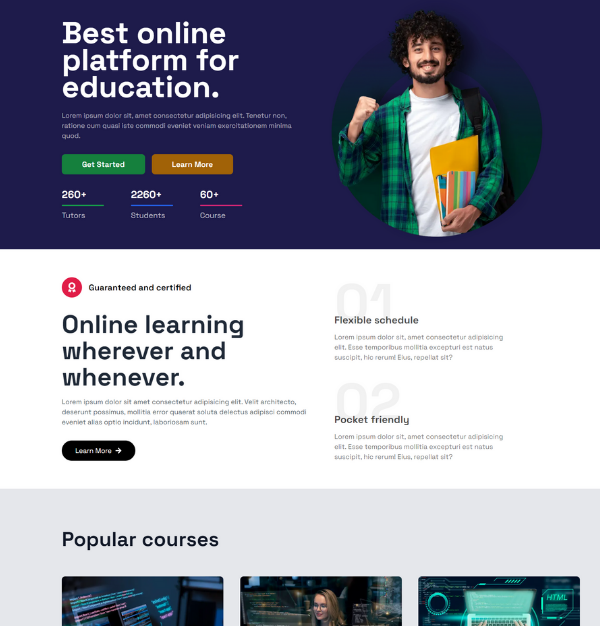 Best online
platform for
education.
Lorem ipsum dolor sit, amet consectetur adipisicing elit. Tenetur non,
ratione cum quasi iste commodi eveniet veniam exercitationem minima
quod.
Get Started
Learn More
260+
2260+
60+
Tutors
Students
Course
Guaranteed and certified
Online learning
wherever and
whenever.
Lorem ipsum dolor sit amet consectetur adipisicing elit. Velit architecto,
deserunt possimus, mollitia error quaerat soluta delectus adipisci commodi
eveniet alias optio incidunt, laboriosam sunt.
Learn More
01
Flexible schedule
Lorem ipsum dolor sit, amet consectetur adipisicing
elit. Esse temporibus mollitia excepturi est natus
suscipit, hic rerum! Eius, repellat sit?
02
Pocket friendly
Lorem ipsum dolor sit, amet consectetur adipisicing
elit. Esse temporibus mollitia excepturi est natus
suscipit, hic rerum! Eius, repellat sit?
Popular courses
HTML